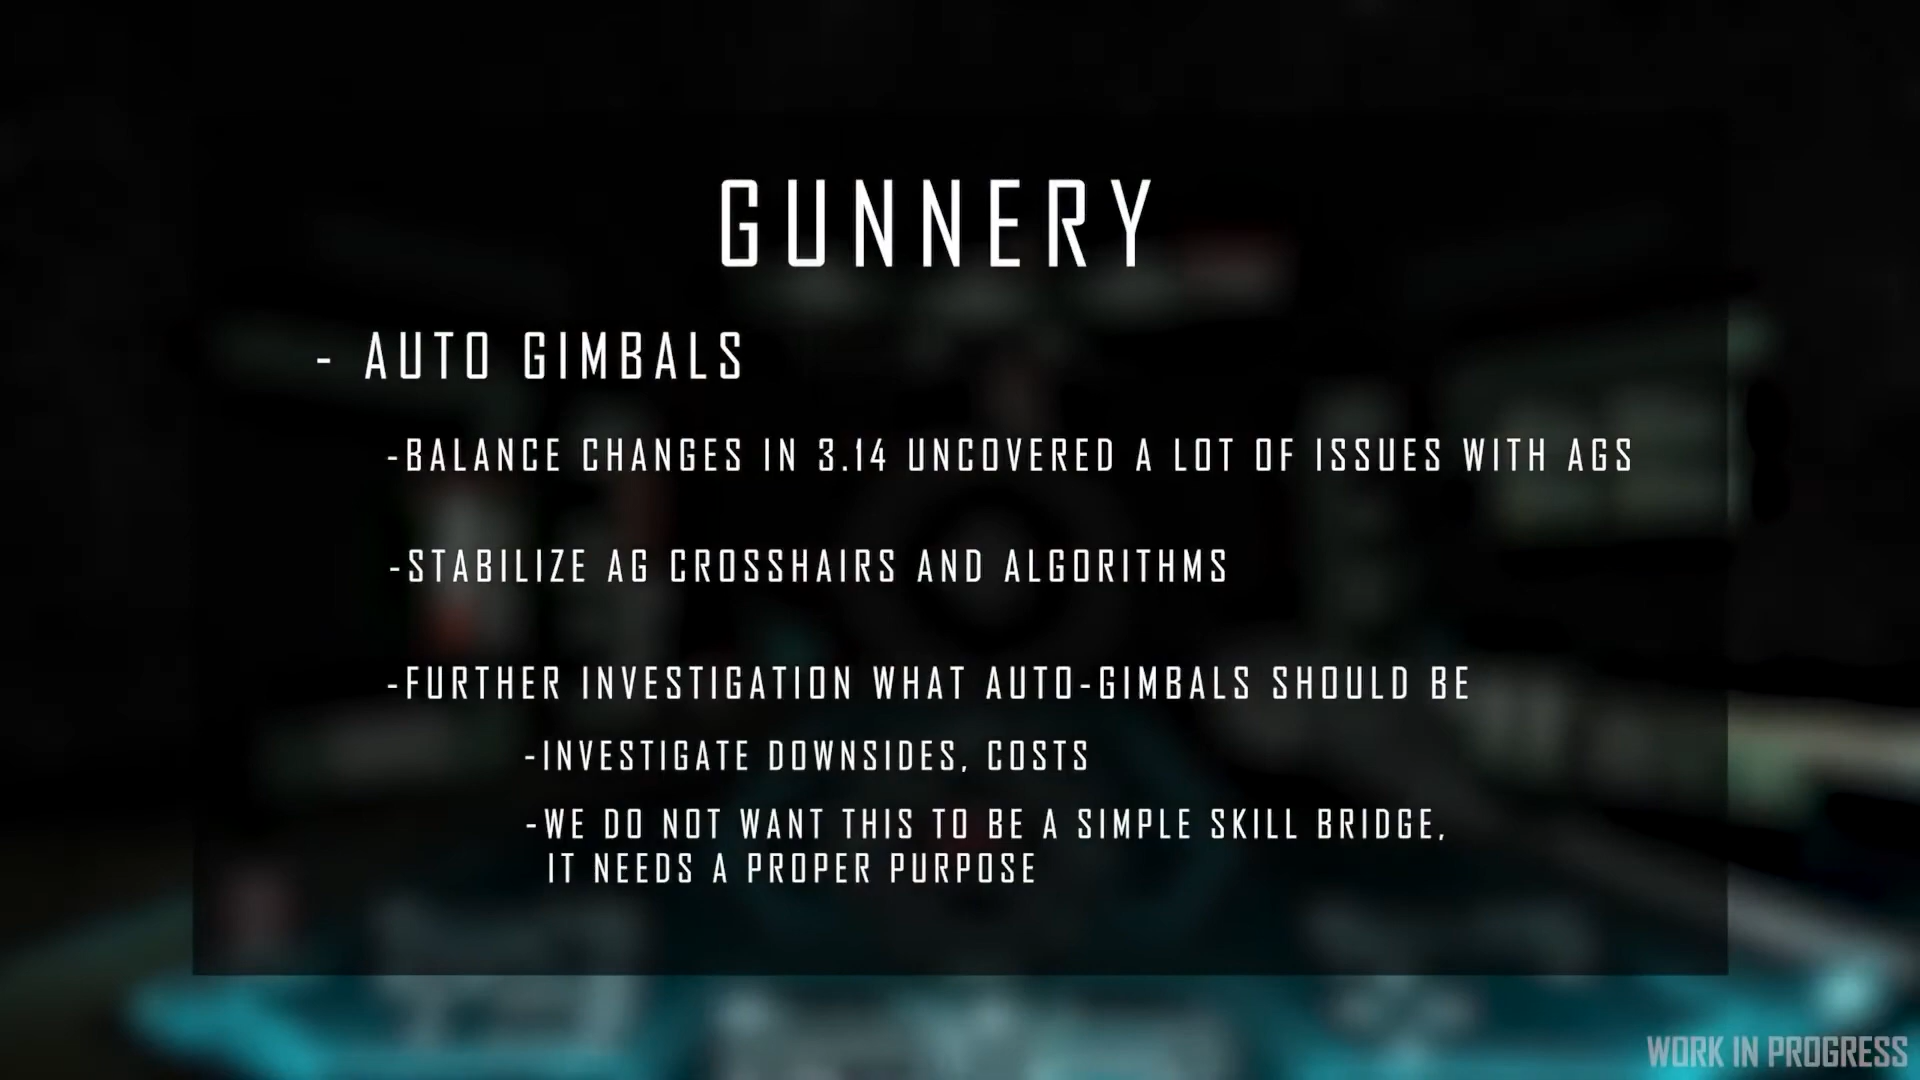 GUNNERY
- AUTO GIMBALS
-BALANCE CHANGES IN 3.14 UNCOVERED A LOT OF ISSUES WITH AGS
-STABILIZE AG CROSSHAIRS AND ALGORITHMS
-FURTHER INVESTIGATION WHAT AUTO-GIMBALS SHOULD BE
-INVESTIGATE DOWNSIDES, COSTS
-WE DO NOT WANT THIS TO BE A SIMPLE SKILL BRIDGE,
IT NEEDS A PROPER PURPOSE
WORK IN PROGRESS